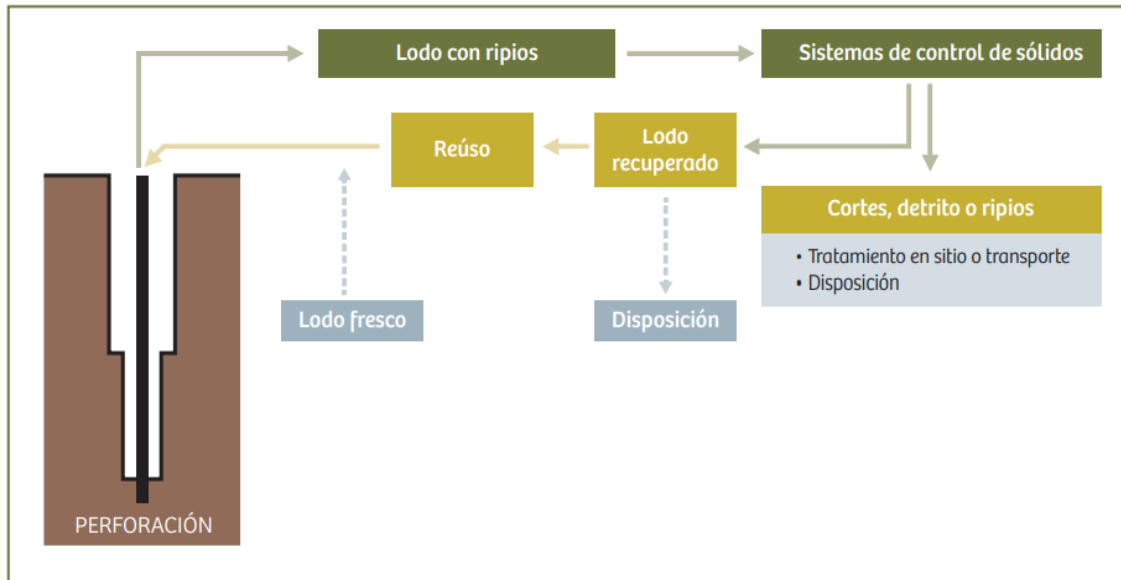 Lodo con ripios
Sistemas de control de sólidos
Reúso
Lodo
recuperado
Cortes, detrito o ripios
• Tratamiento en sitio o transporte
• Disposición
Lodo fresco
Disposición
PERFORACIÓN